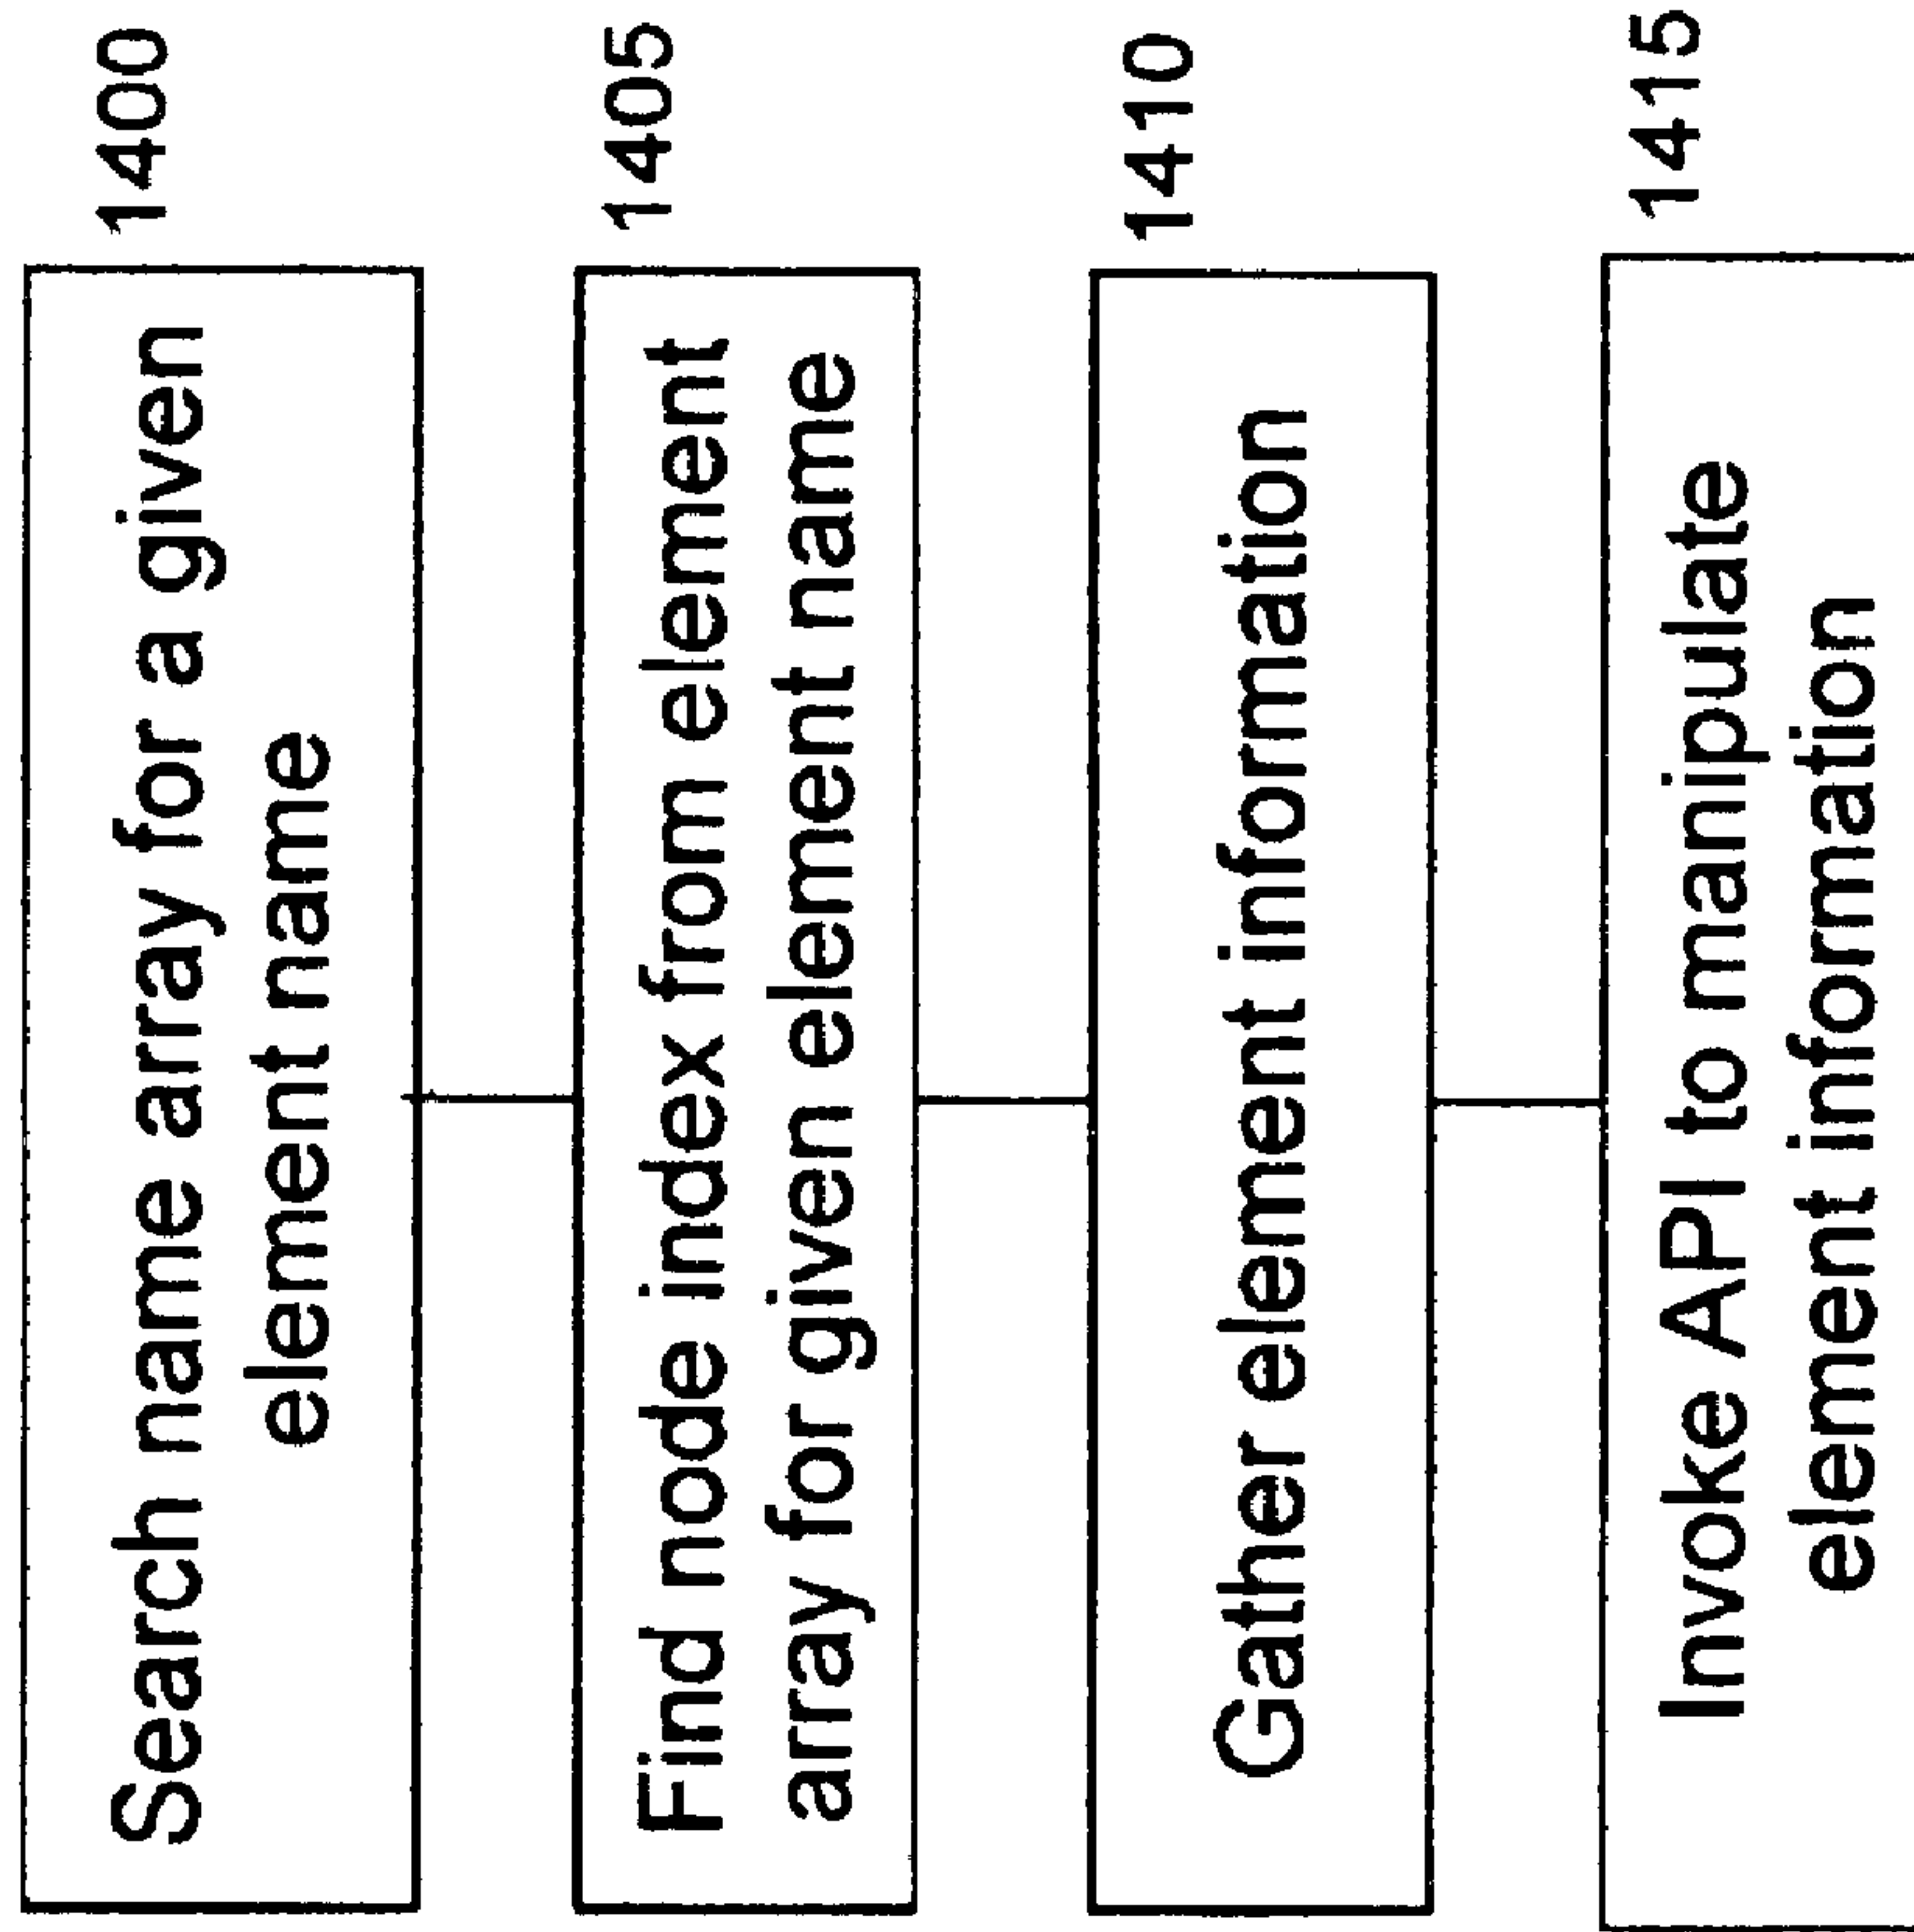 Search name array for a given
element name
1400
Find node index from element
array for given element name
1405
Gather element information
1410
Invoke API to manipulate
element information
1415